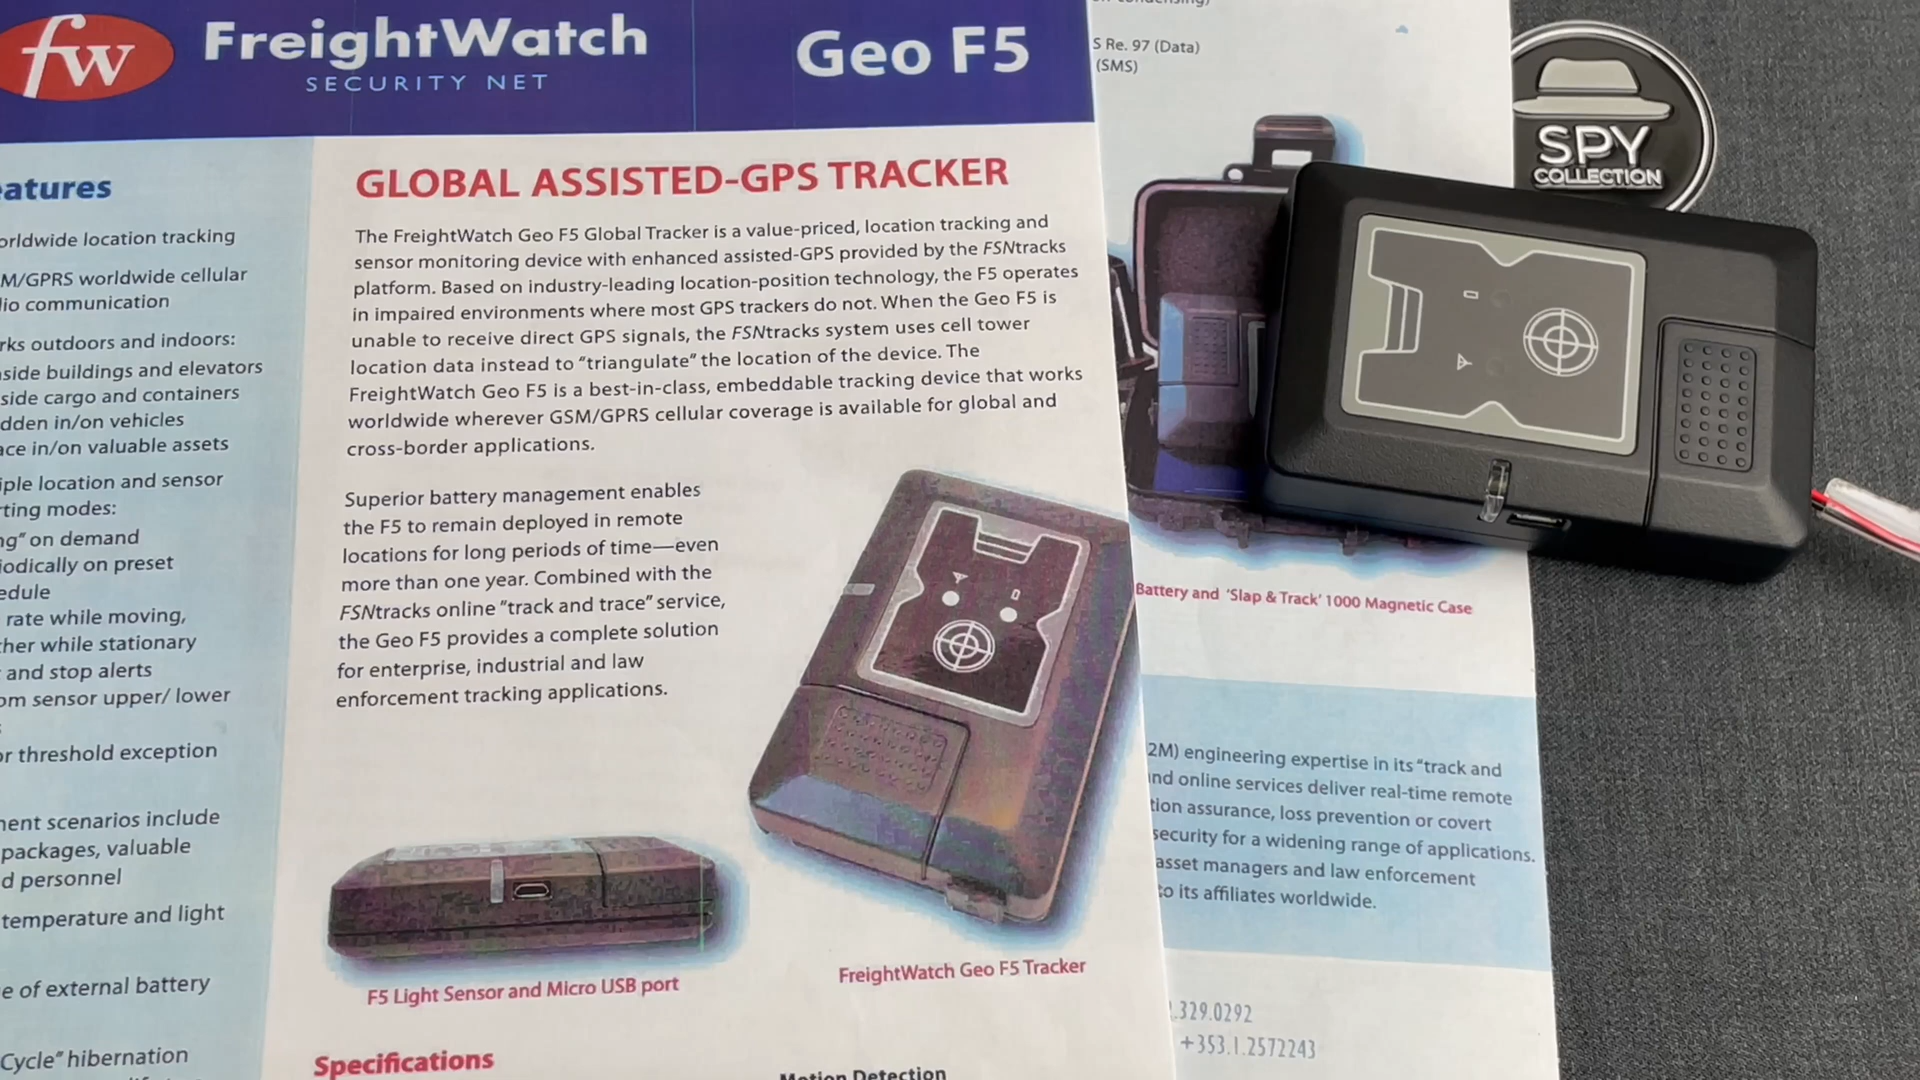 fw FreightWatch
SECURITY NET
Geo F5
eatures
orldwide location tracking
M/GPRS worldwide cellular
io communication
rks outdoors and indoors:
side buildings and elevators
side cargo and containers
dden in/on vehicles
ace in/on valuable assets
iple location and sensor
rting modes:
ng" on demand
iodically on preset
edule
rate while moving,
ther while stationary
and stop alerts
om sensor upper/ lower
or threshold exception
ment scenarios include
packages, valuable
d personnel
temperature and light
e of external battery
Cycle" hibernation
GLOBAL ASSISTED-GPS TRACKER
The FreightWatch Geo F5 Global Tracker is a value-priced, location tracking and
sensor monitoring device with enhanced assisted-GPS provided by the FSNtracks
platform. Based on industry-leading location-position technology, the F5 operates
in impaired environments where most GPS trackers do not. When the Geo F5 is
unable to receive direct GPS signals, the FSNtracks system uses cell tower
location data instead to "triangulate" the location of the device. The
FreightWatch Geo F5 is a best-in-class, embeddable tracking device that works
worldwide wherever GSM/GPRS cellular coverage is available for global and
cross-border applications.
Superior battery management enables
the F5 to remain deployed in remote
locations for long periods of time—even
more than one year. Combined with the
FSNtracks online "track and trace" service,
the Geo F5 provides a complete solution
for enterprise, industrial and law
enforcement tracking applications.
F5 Light Sensor and Micro USB port
FreightWatch Geo F5 Tracker
Specifications
Motion Detection
S Re. 97 (Data)
(SMS)
Battery and 'Slap & Track' 1000 Magnetic Case
2M) engineering expertise in its "track and
nd online services deliver real-time remote
tion assurance, loss prevention or covert
security for a widening range of applications.
asset managers and law enforcement
to its affiliates worldwide.
.329.0292
+353.1.2572243
SPY
COLLECTION